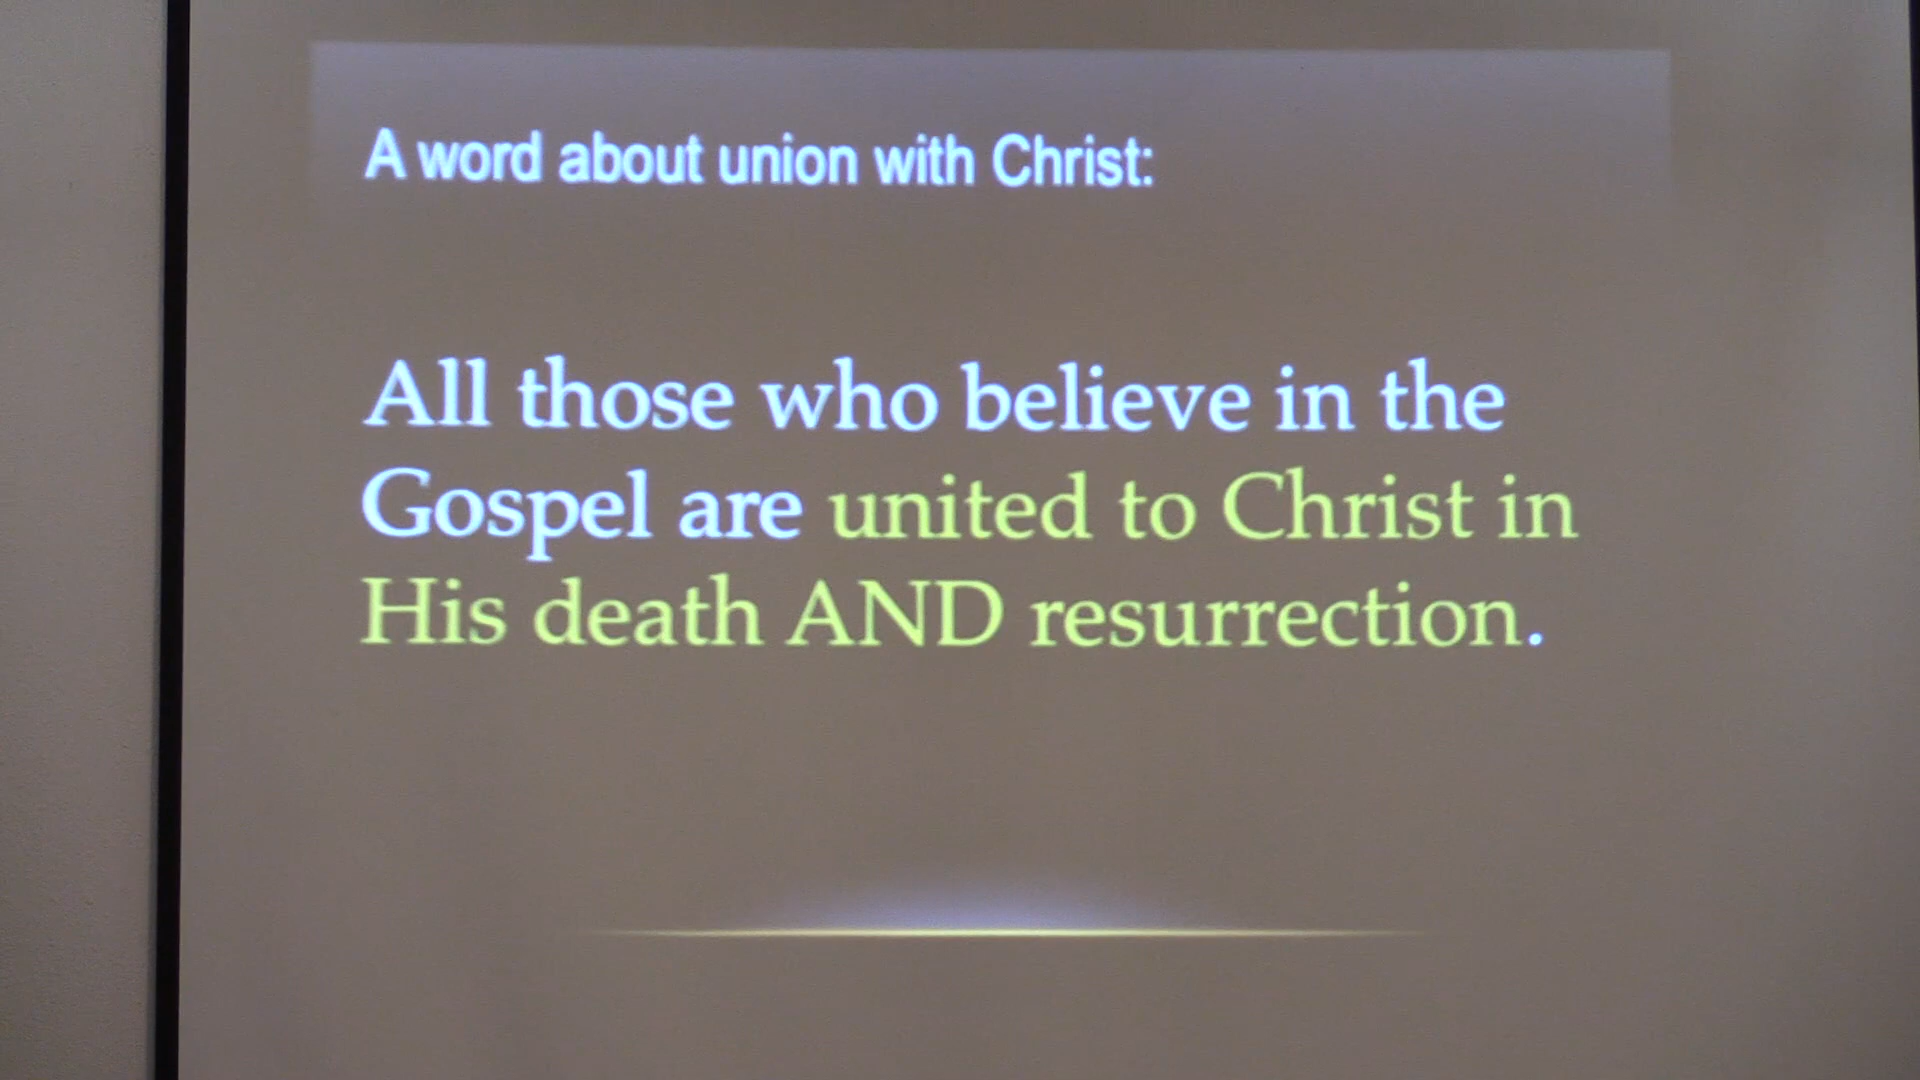 A word about union with Christ:
All those who believe in the
Gospel are united to Christ in
His death AND resurrection.